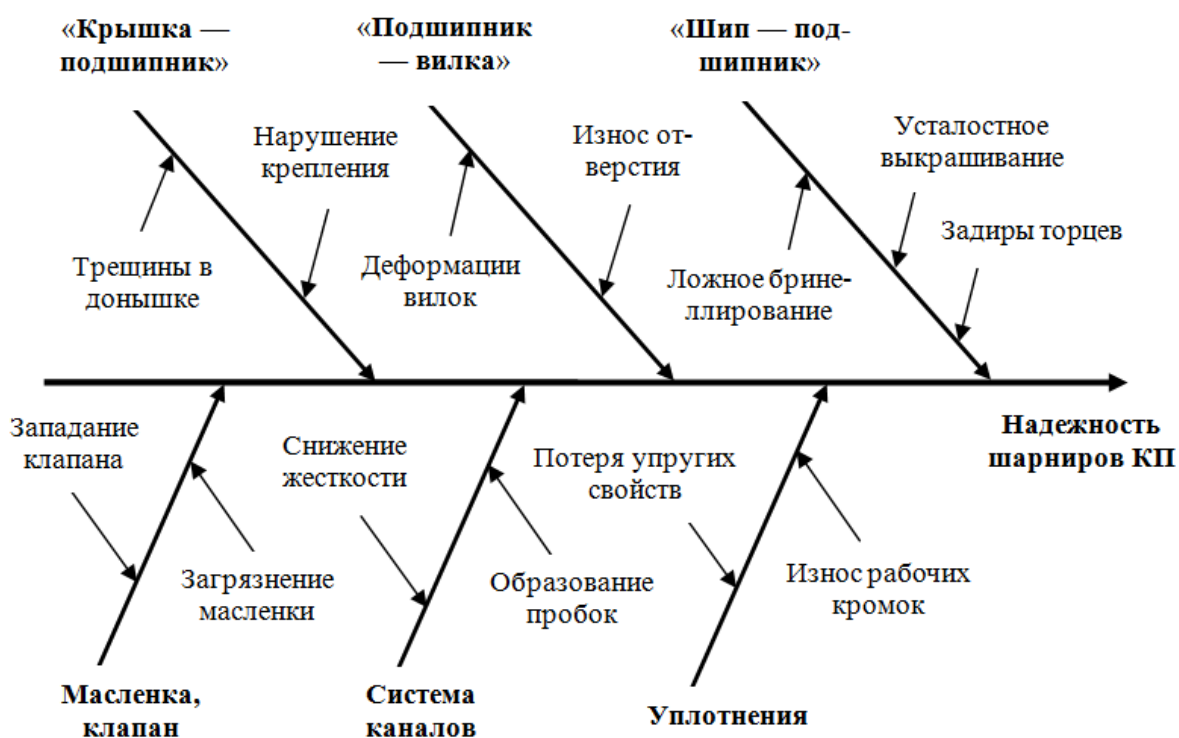 «Крышка —
подшипник»
«Подшипник
— вилка»
«Шип — под-
шипник»
Нарушение
крепления
Износ от-
верстия
Усталостное
выкрашивание
Трещины в
донышке
Деформации
вилок
Ложное брине-
ллирование
Задиры торцев
Надежность
шарниров КП
Западание
клапана
Снижение
жесткости
Потеря упругих
свойств
Загрязнение
масленки
Образование
пробок
Износ рабочих
кромок
Масленка,
клапан
Система
каналов
Уплотнения